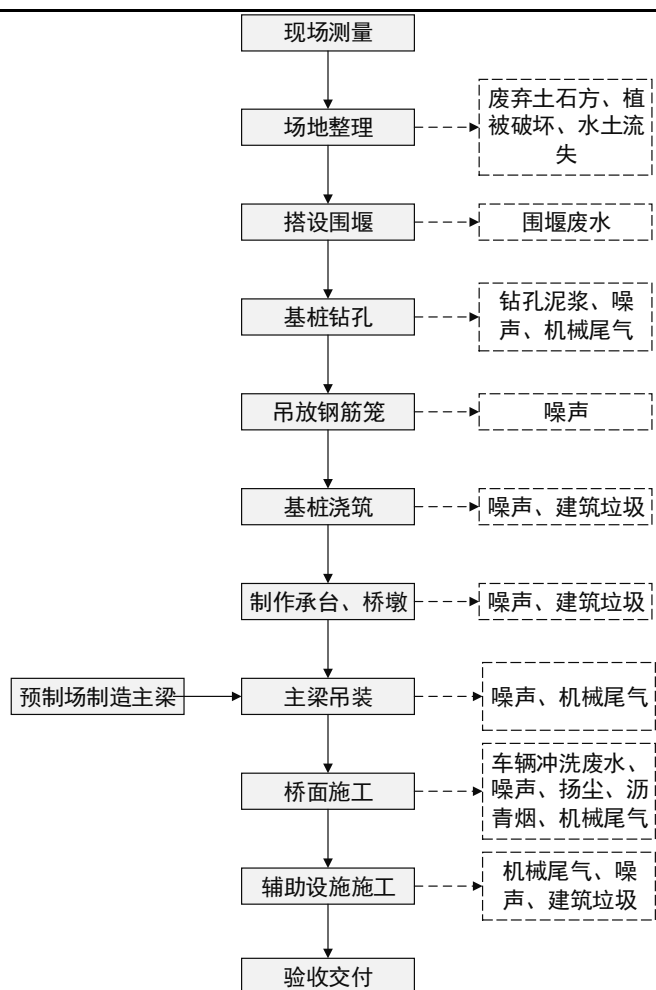 现场测量
场地整理
废弃土石方、植
被破坏、水土流
失
搭设围堰
围堰废水
基桩钻孔
钻孔泥浆、噪
声、机械尾气
吊放钢筋笼
噪声
基桩浇筑
噪声、建筑垃圾
制作承台、桥墩
噪声、建筑垃圾
预制场制造主梁
主梁吊装
噪声、机械尾气
桥面施工
车辆冲洗废水、
噪声、扬尘、沥
青烟、机械尾气
辅助设施施工
机械尾气、噪
声、建筑垃圾
验收交付